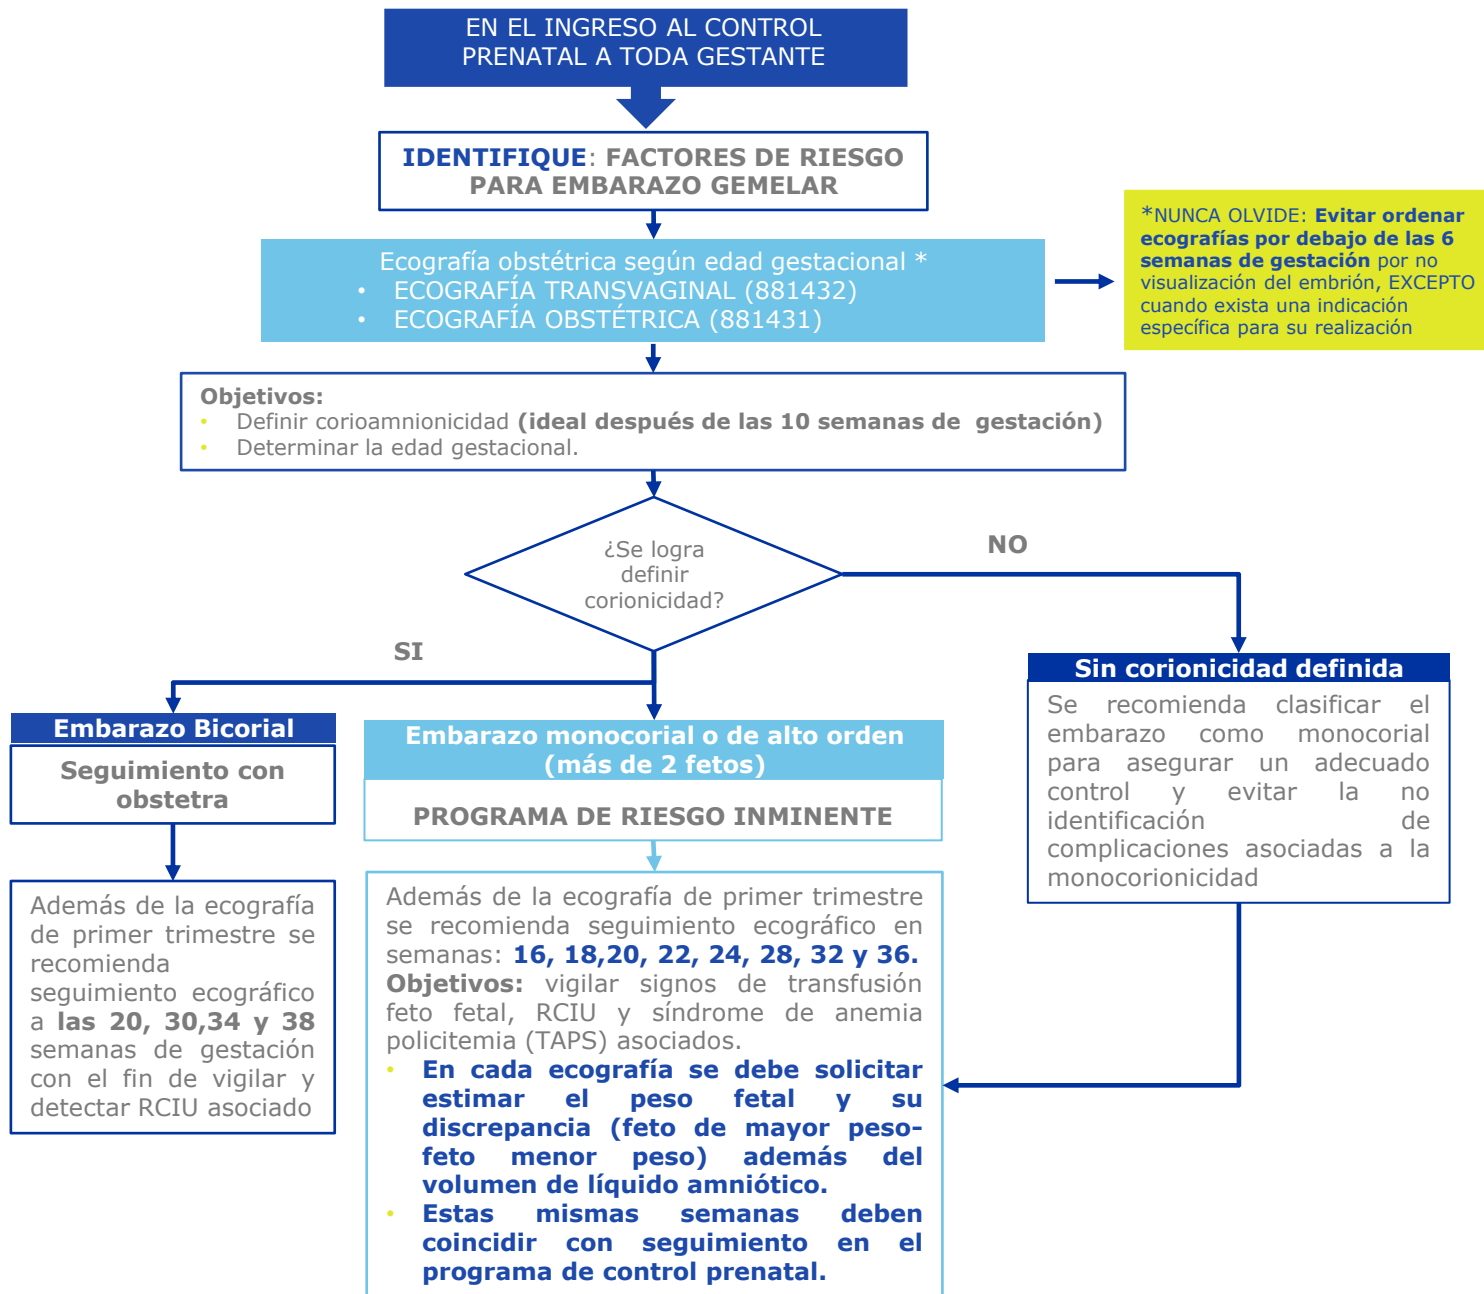 EN EL INGRESO AL CONTROL
PRENATAL A TODA GESTANTE
IDENTIFIQUE: FACTORES DE RIESGO
PARA EMBARAZO GEMELAR
Ecografía obstétrica según edad gestacional *
• ECOGRAFÍA TRANSVAGINAL (881432)
• ECOGRAFÍA OBSTÉTRICA (881431)
*NUNCA OLVIDE: Evitar ordenar
ecografías por debajo de las 6
semanas de gestación por no
visualización del embrión, EXCEPTO
cuando exista una indicación
específica para su realización
Objetivos:
• Definir corioamnionicidad (ideal después de las 10 semanas de gestación)
• Determinar la edad gestacional.
¿Se logra
definir
corionicidad?
NO
SI
Embarazo Bicorial
Seguimiento con
obstetra
Además de la ecografía
de primer trimestre se
recomienda
seguimiento ecográfico
a las 20, 30,34 y 38
semanas de gestación
con el fin de vigilar y
detectar RCIU asociado
Embarazo monocorial o de alto orden
(más de 2 fetos)
PROGRAMA DE RIESGO INMINENTE
Además de la ecografía de primer trimestre
se recomienda seguimiento ecográfico en
semanas: 16, 18,20, 22, 24, 28, 32 y 36.
Objetivos: vigilar signos de transfusión
feto fetal, RCIU y síndrome de anemia
policitemia (TAPS) asociados.
• En cada ecografía se debe solicitar
estimar el peso fetal y su
discrepancia (feto de mayor peso-
feto menor peso) además del
volumen de líquido amniótico.
• Estas mismas semanas deben
coincidir con seguimiento en el
programa de control prenatal.
Sin corionicidad definida
Se recomienda clasificar el
embarazo como monocorial
para asegurar un adecuado
control y evitar la no
identificación de
complicaciones asociadas a la
monocorionicidad